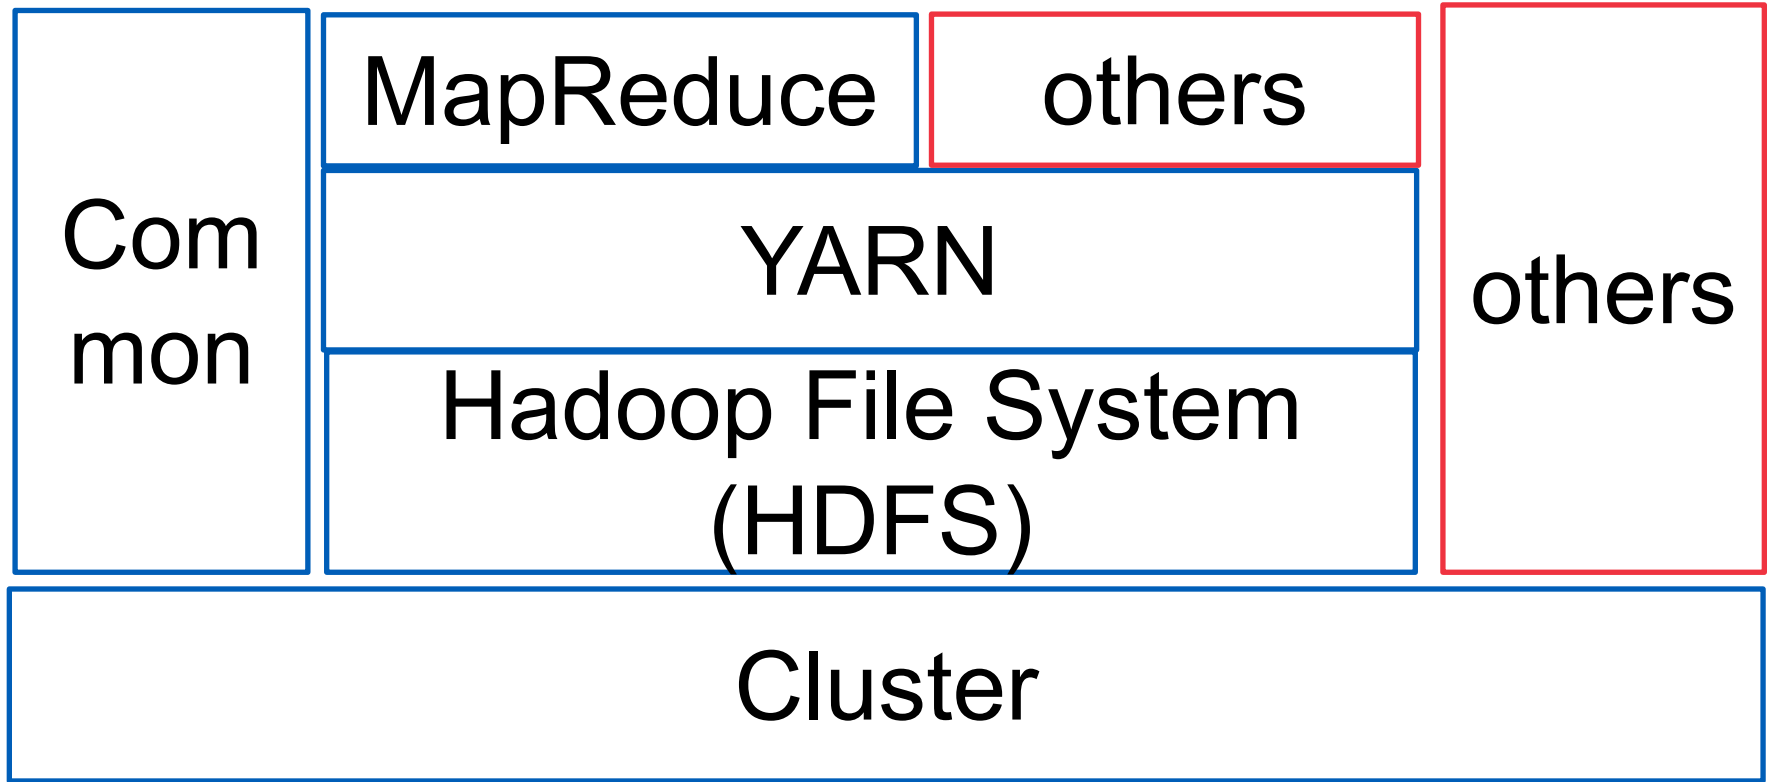 Com
mon
MapReduce
others
YARN
Hadoop File System
(HDFS)
others
Cluster